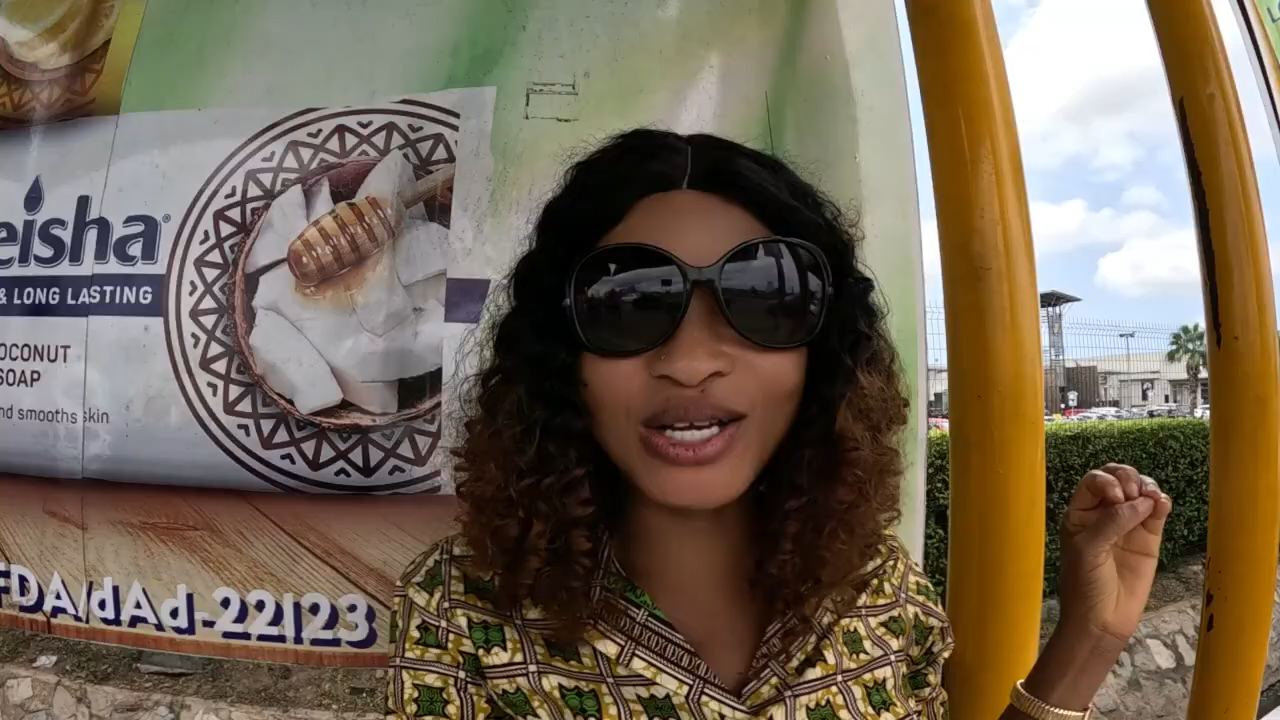 eisha
& LONG LASTING
OCONUT
SOAP
nd smooths skin
FDA/dAd-22123